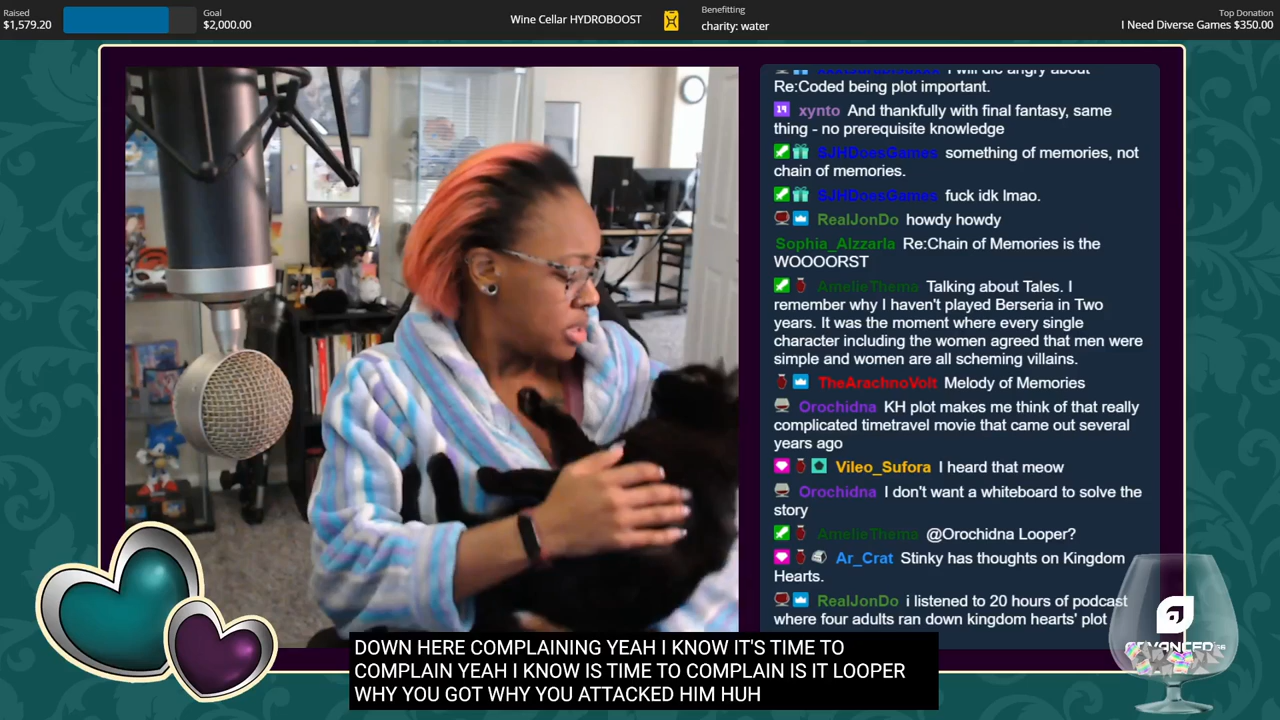 Raised
$1,579.20
Goal
$2,000.00
Wine Cellar HYDROBOOST
Benefitting
charity: water
Top Donation
I Need Diverse Games $350.00
I will die angry about
Re:Coded being plot important.
19 xynto And thankfully with final fantasy, same
thing - no prerequisite knowledge
SJHDoesGames something of memories, not
chain of memories.
SJHDoesGames fuck idk lmao.
RealJonDo howdy howdy
Sophia_Alzzarla Re:Chain of Memories is the
WOOOORST
AmelieThema Talking about Tales. I
remember why I haven't played Berseria in Two
years. It was the moment where every single
character including the women agreed that men were
simple and women are all scheming villains.
TheArachnoVolt Melody of Memories
Orochidna KH plot makes me think of that really
complicated timetravel movie that came out several
years ago
Vileo_Sufora I heard that meow
Orochidna I don't want a whiteboard to solve the
story
AmelieThema @Orochidna Looper?
Ar_Crat Stinky has thoughts on Kingdom
Hearts.
RealJonDo i listened to 20 hours of podcast
where four adults ran down kingdom hearts' plot
DOWN HERE COMPLAINING YEAH I KNOW IT'S TIME TO
COMPLAIN YEAH I KNOW IS TIME TO COMPLAIN IS IT LOOPER
WHY YOU GOT WHY YOU ATTACKED HIM HUH